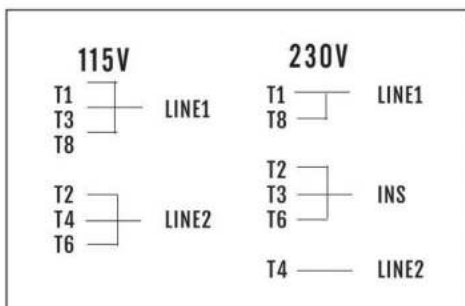 115V
T1
T3 LINE1
T8
T2
T4 LINE2
T6
230V
T1 LINE1
T8
T2
T3 INS
T6
T4 LINE2